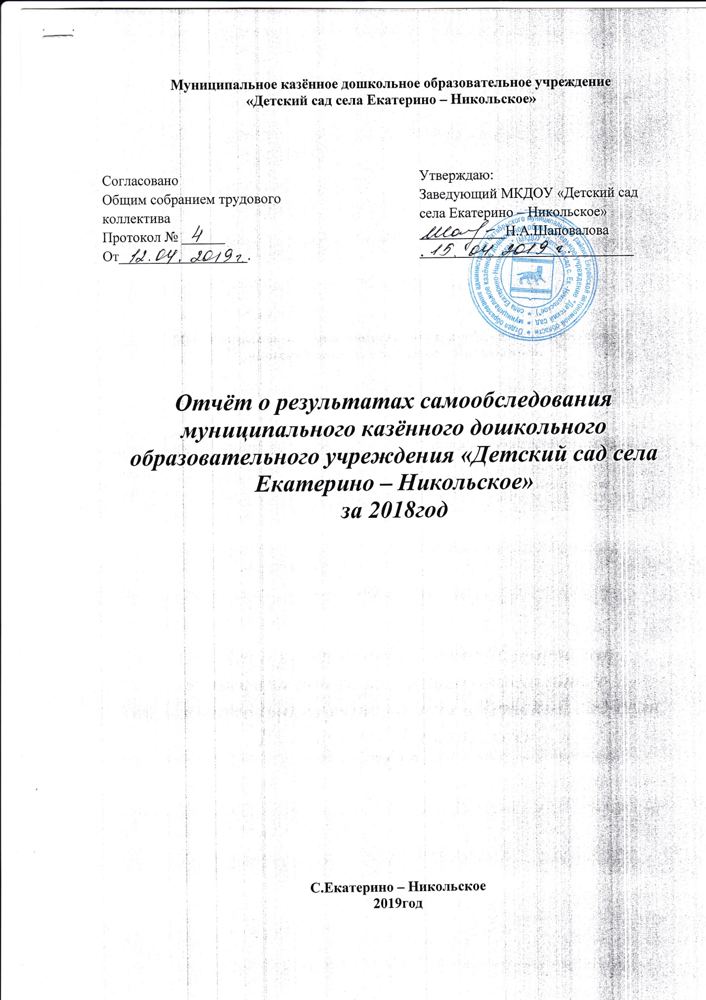 Муниципальное казённое дошкольное образовательное учреждение
«Детский сад села Екатерино – Никольское»
Согласовано
Общим собранием трудового
коллектива
Протокол № 4
От 12.04. 2019г.
Утверждаю:
Заведующий МКДОУ «Детский сад
села Екатерино – Никольское»
Н.А.Шаповалова
15. 04 2019 г.
Отдел образования администрации Октябрьского муниципального района Еврейской автономной области
муниципальное казённое дошкольное образовательное учреждение "Детский сад
села Екатерино-Никольское" (МКДОУ "Детский сад с. Ек-Никольское")
Отчёт о результатах самообследования
муниципального казённого дошкольного
образовательного учреждения «Детский сад села
Екатерино – Никольское»
за 2018год
С.Екатерино – Никольское
2019год